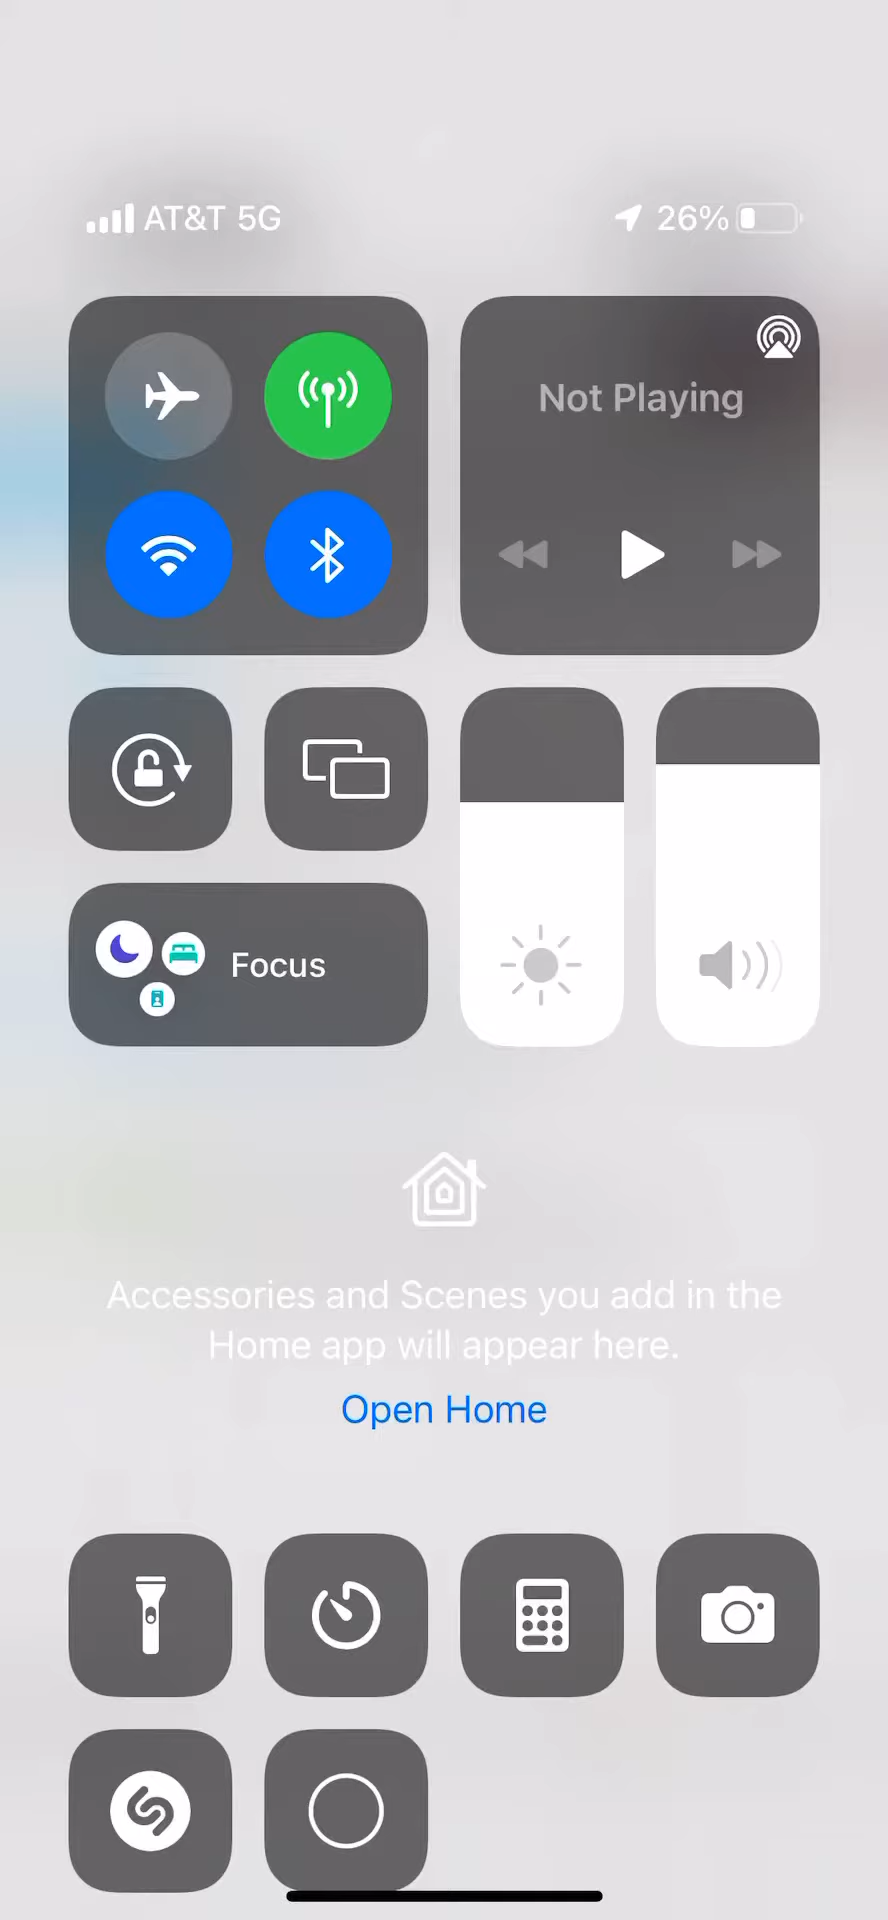 AT&T 5G 26%
Not Playing
Focus
Accessories and Scenes you add in the
Home app will appear here.
Open Home